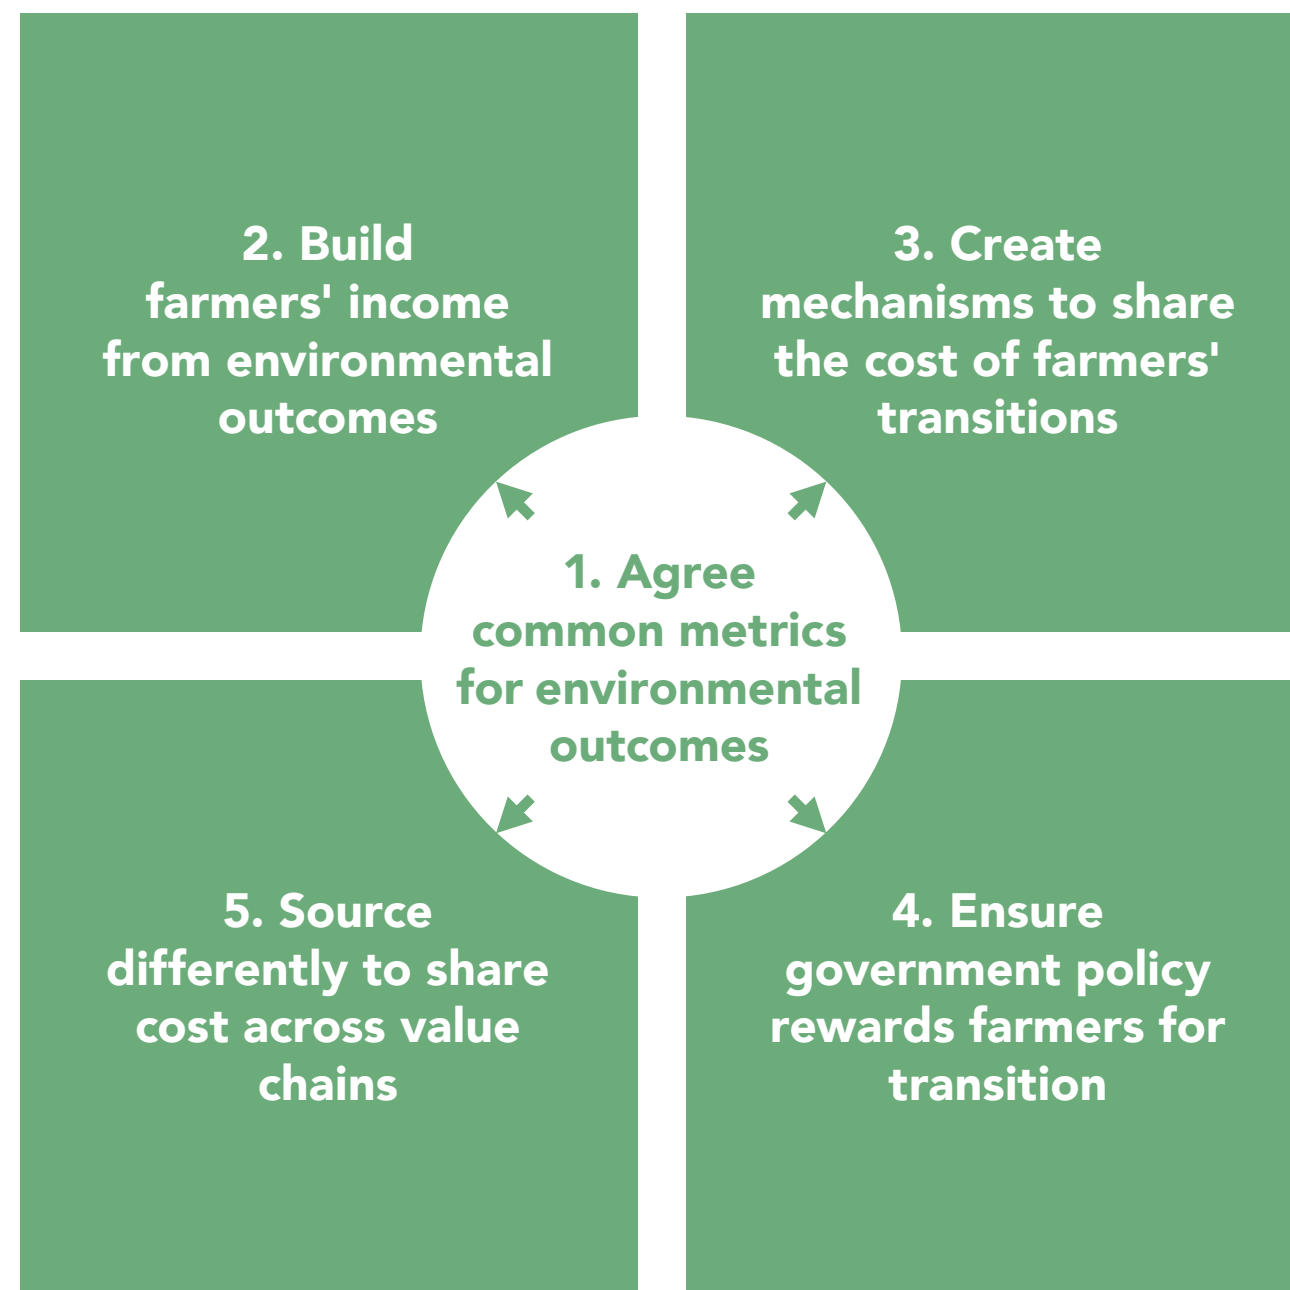 2. Build
farmers' income
from environmental
outcomes
3. Create
mechanisms to share
the cost of farmers'
transitions
1. Agree
common metrics
for environmental
outcomes
5. Source
differently to share
cost across value
chains
4. Ensure
government policy
rewards farmers for
transition